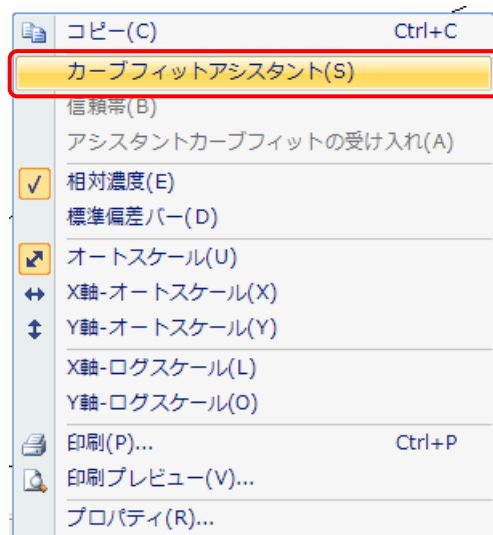 コピー(C) Ctrl+C
カーブフィットアシスタント(S)
信頼帯(B)
アシスタントカーブフィットの受け入れ(A)
相対濃度(E)
標準偏差バー(D)
オートスケール(U)
X軸-オートスケール(X)
Y軸-オートスケール(Y)
X軸-ログスケール(L)
Y軸-ログスケール(O)
印刷(P)... Ctrl+P
印刷プレビュー(V)...
プロパティ(R)...